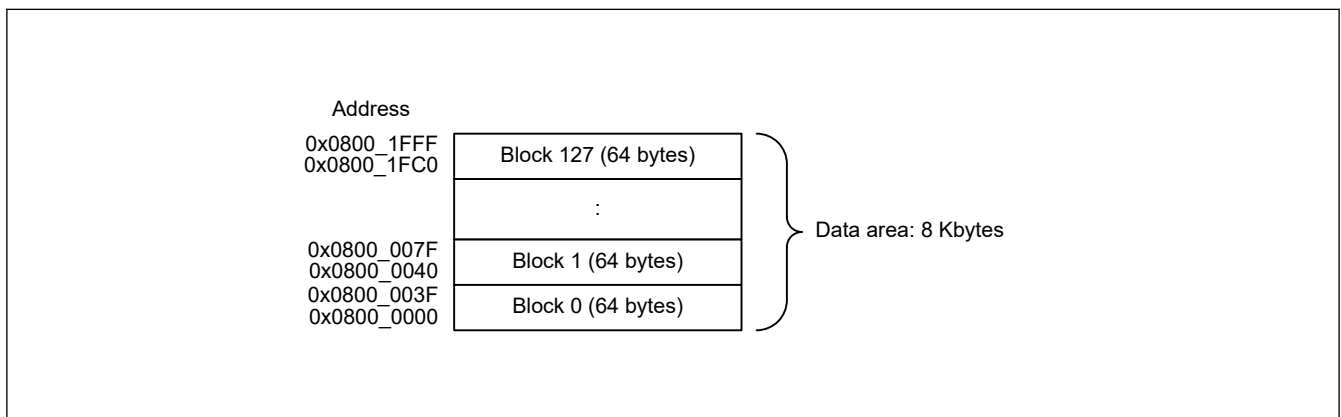 Address
0x0800_1FFF
0x0800_1FC0
Block 127 (64 bytes)
:
0x0800_007F
0x0800_0040
Block 1 (64 bytes)
0x0800_003F
0x0800_0000
Block 0 (64 bytes)
Data area: 8 Kbytes